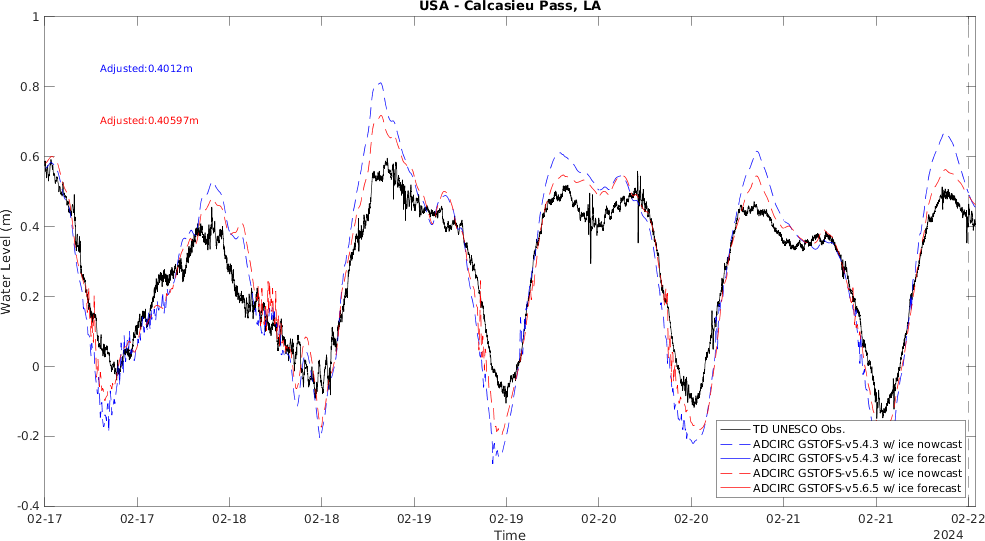 USA - Calcasieu Pass, LA
1
0.8
0.6
0.4
0.2
0
-0.2
-0.4
Water Level (m)
Adjusted:0.4012m
Adjusted:0.40597m
TD UNESCO Obs.
ADCIRC GSTOFS-v5.4.3 w/ ice nowcast
ADCIRC GSTOFS-v5.4.3 w/ ice forecast
ADCIRC GSTOFS-v5.6.5 w/ ice nowcast
ADCIRC GSTOFS-v5.6.5 w/ ice forecast
02-17 02-17 02-18 02-18 02-19 02-19 02-20 02-20 02-21 02-21 02-22
Time 2024